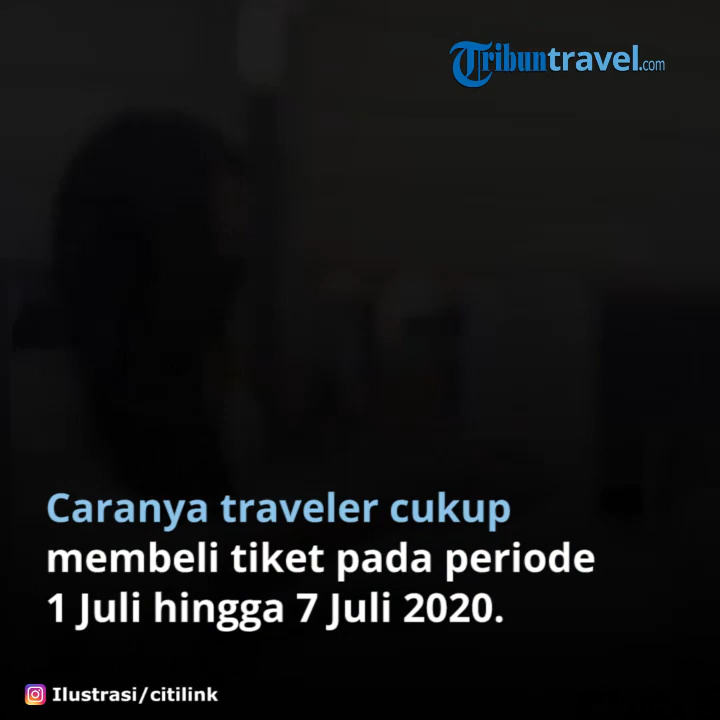 Tribuntravel.com
Caranya traveler cukup
membeli tiket pada periode
1 Juli hingga 7 Juli 2020.
Ilustrasi/citilink